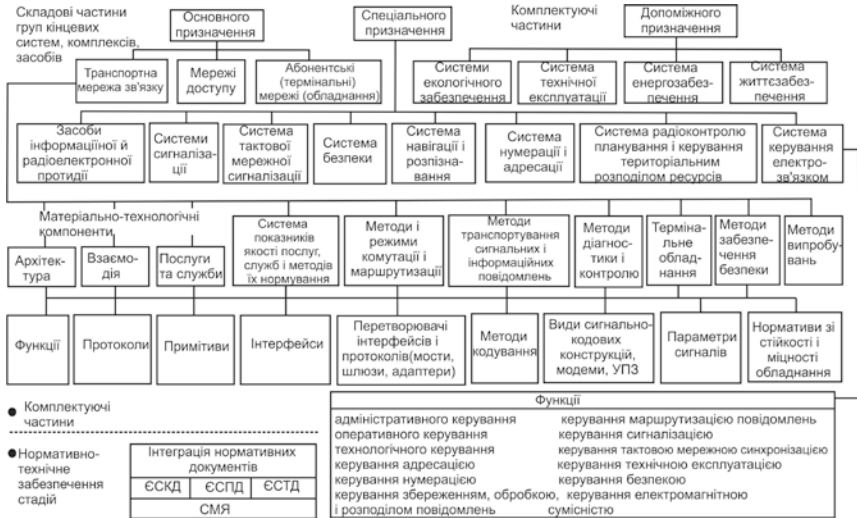 Складові частини
груп кінцевих
систем, комплексів,
засобів
Основного
призначення
Спеціального
призначення
Комплектуючі
частини
Допоміжного
призначення
Транспортна
мережа зв'язку
Мережі
доступу
Абонентські
(термінальні)
мережі (обладнання)
Системи
екологічного
забезпечення
Система
технічної
експлуатації
Система
енергозабез-
печення
Система
життєзабез-
печення
Засоби
інформаціїної й
радіоелектронної
протидії
Системи
сигналіза-
ції
Система
тактової
мережної
сигналізації
Система
безпеки
Система
навігації і
розпізна-
вання
Система
нумерації і
адресації
Система радіоконтролю
планування і керування
територіальним
розподілом ресурсів
Система
керування
електро-
зв'язком
Матеріально-технологічні
компоненти
Архітек-
тура
Взаємо-
дія
Послуги
та служби
Система
показників
якості послуг,
служб і методів
їх нормування
Методи і
режими
комутації і
маршрутизації
Методи
транспортування
сигнальних і
інформаційних
повідомлень
Методи
діагнос-
тики і
контролю
Терміна-
льне
облад-
нання
Методи
забезпе-
чення
безпеки
Методи
випробу-
вань
Функції
Протоколи
Примітиви
Інтерфейси
Перетворювачі
інтерфейсів і
протоколів(мости,
шлюзи, адаптери)
Методи
кодування
Види сигнально-
кодових
конструкцій,
модеми, УПЗ
Параметри
сигналів
Нормативи зі
стійкості і
міцності
обладнання
● Комплектуючі
частини
●Нормативно-
технічне
забезпечення
стадій
Інтеграція нормативних
документів
ЄСКД ЄСПД ЄСТД
СМЯ
Функції
адміністративного керування керування маршрутизацією повідомлень
оперативного керування керування сигналізацією
технологічного керування керування тактовою мережною синхронізацією
керування адресацією керування технічною експлуатацією
керування нумерацією керування безпекою
керування збереженням, обробкою, керування електромагнітною
і розподілом повідомлень сумісністю